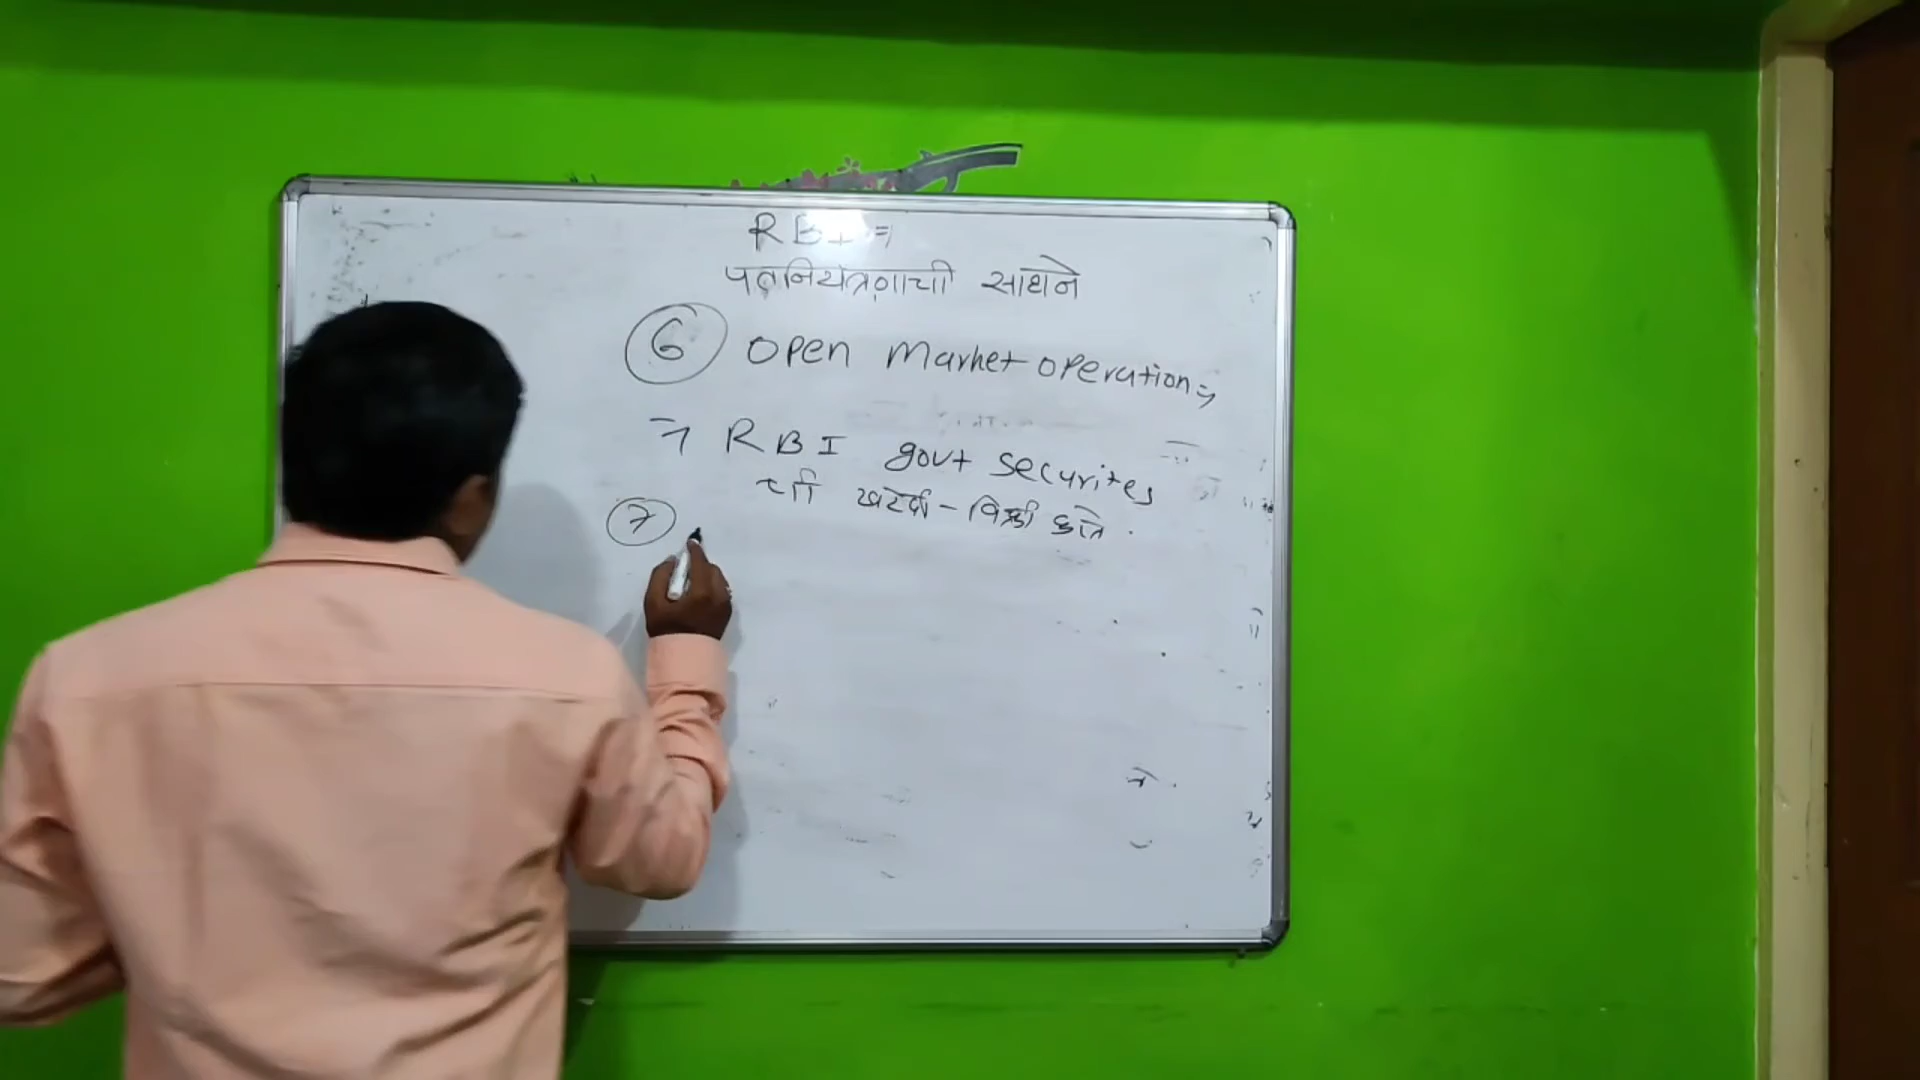 RBI ⇒
पतनियंत्रणाची साधने
6 open Market operation ⇒
⇒ RBI govt securites
ची खरेदी - विक्री करते.
7